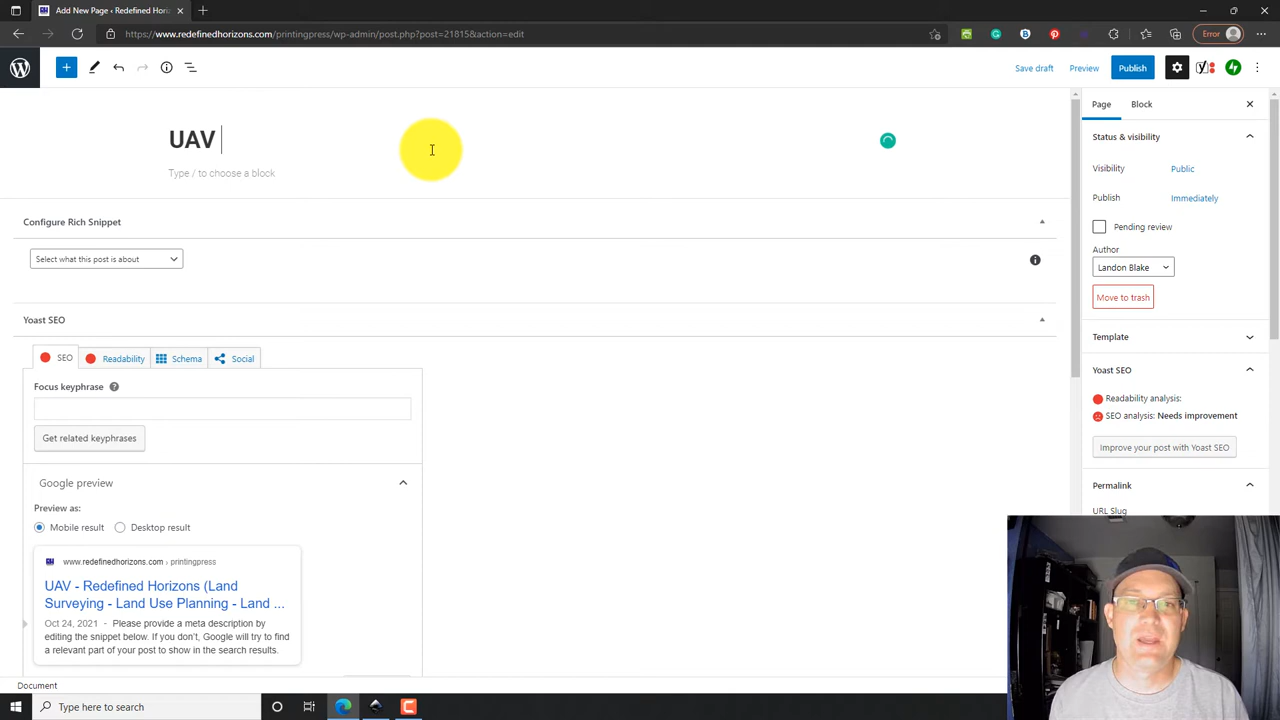 Add New Page ‹ Redefined Horiz
https://www.redefinedhorizons.com/printingpress/wp-admin/post.php?post=21815&action=edit
Error
Save draft
Preview
Publish
UAV
Type / to choose a block
Configure Rich Snippet
Select what this post is about
Yoast SEO
SEO
Readability
Schema
Social
Focus keyphrase
Get related keyphrases
Google preview
Preview as:
Mobile result
Desktop result
www.redefinedhorizons.com › printingpress
UAV - Redefined Horizons (Land
Surveying - Land Use Planning - Land ...
Oct 24, 2021 - Please provide a meta description by
editing the snippet below. If you don't, Google will try to
find a relevant part of your post to show in the search results.
Page
Block
Status & visibility
Visibility
Public
Publish
Immediately
Pending review
Author
Landon Blake
Move to trash
Template
Yoast SEO
Readability analysis:
SEO analysis: Needs improvement
Improve your post with Yoast SEO
Permalink
URL Slug
Document
Type here to search